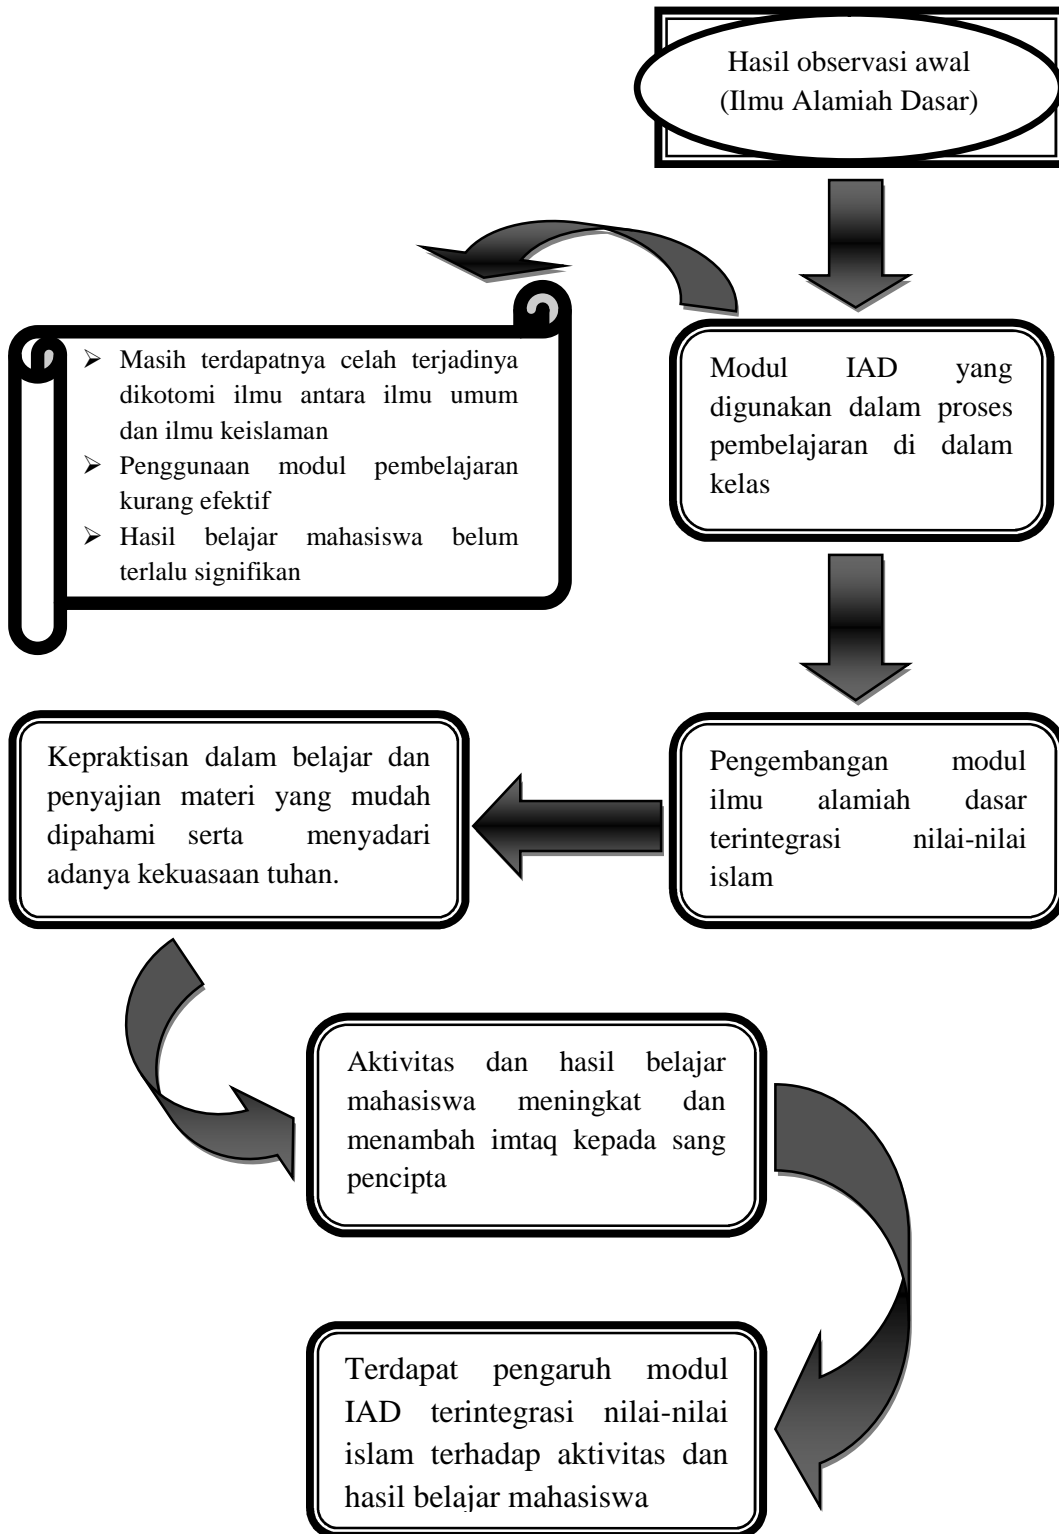 Hasil observasi awal
(Ilmu Alamiah Dasar)
Modul IAD yang
digunakan dalam proses
pembelajaran di dalam
kelas
➢ Masih terdapatnya celah terjadinya
dikotomi ilmu antara ilmu umum
dan ilmu keislaman
➢ Penggunaan modul pembelajaran
kurang efektif
➢ Hasil belajar mahasiswa belum
terlalu signifikan
Pengembangan modul
ilmu alamiah dasar
terintegrasi nilai-nilai
islam
Kepraktisan dalam belajar dan
penyajian materi yang mudah
dipahami serta menyadari
adanya kekuasaan tuhan.
Aktivitas dan hasil belajar
mahasiswa meningkat dan
menambah imtaq kepada sang
pencipta
Terdapat pengaruh modul
IAD terintegrasi nilai-nilai
islam terhadap aktivitas dan
hasil belajar mahasiswa